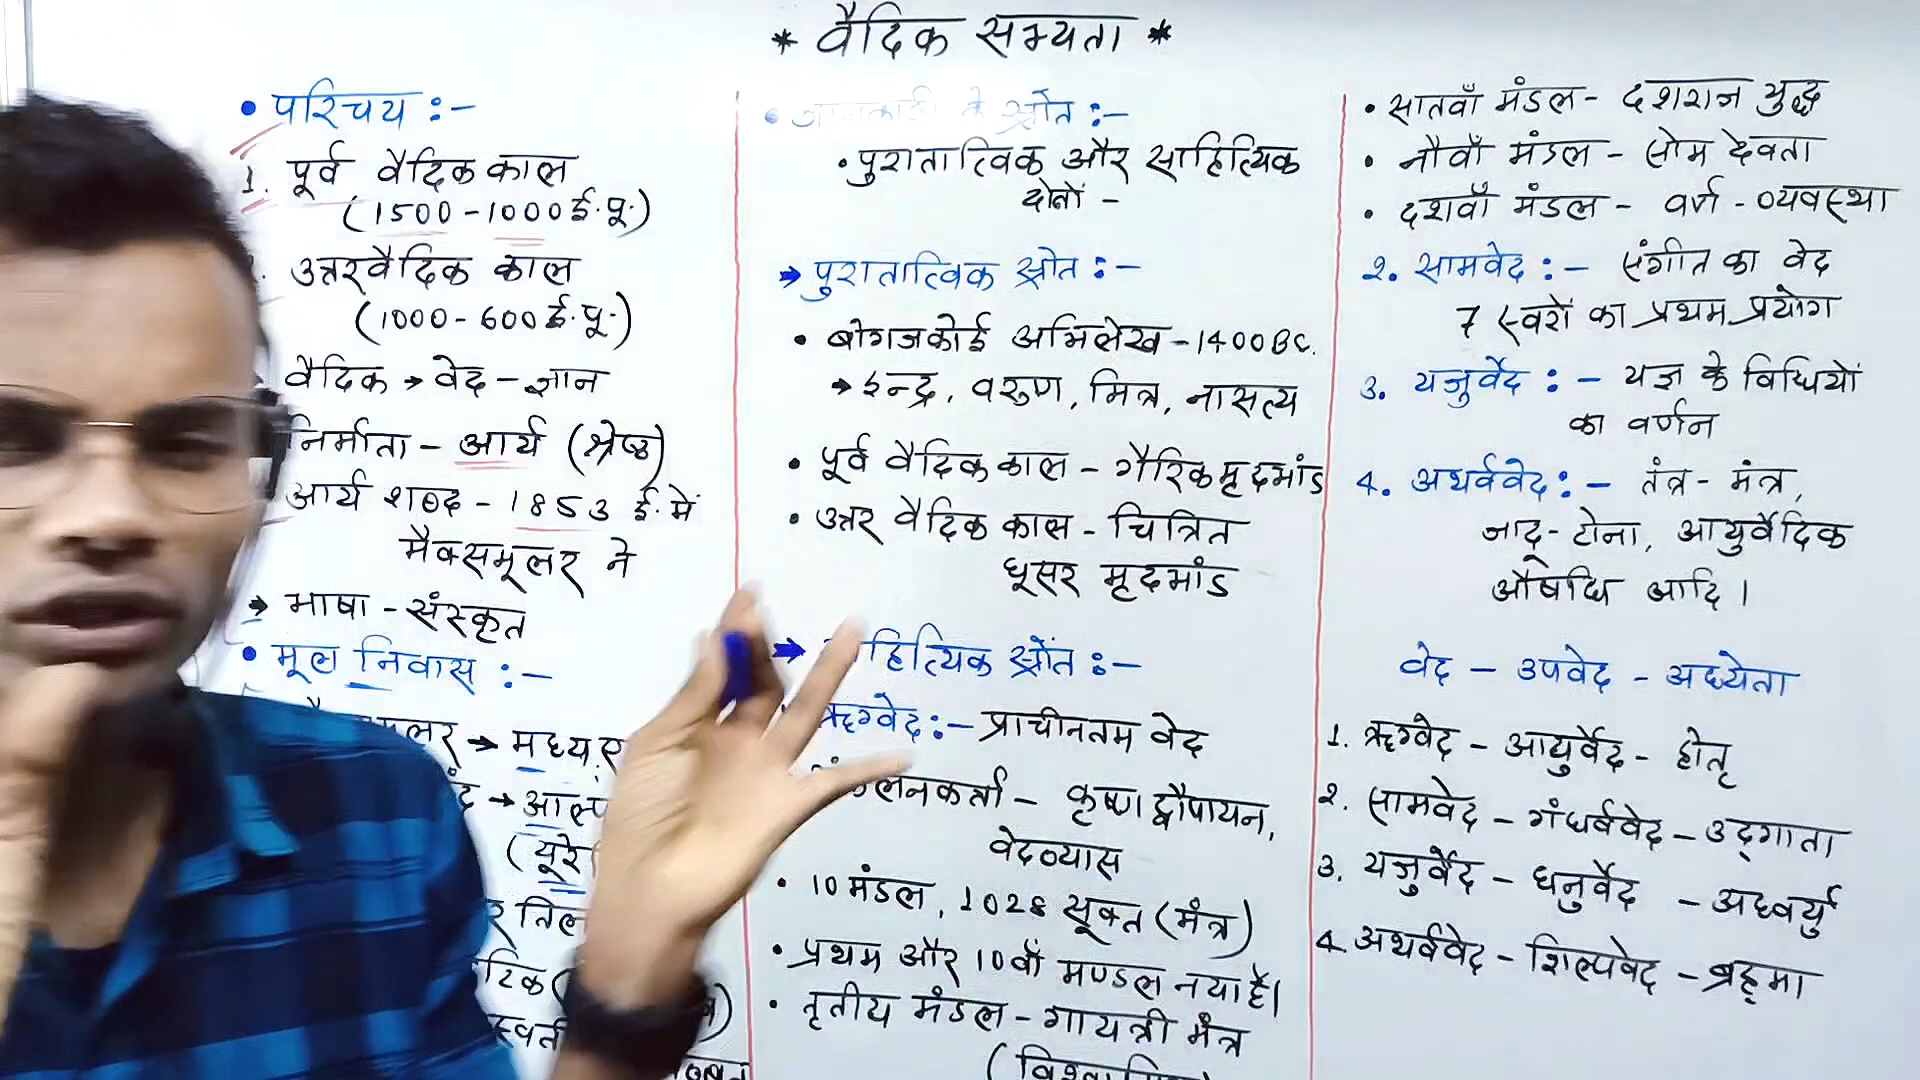 * वैदिक सभ्यता *
• परिचय :-
1. पूर्व वैदिक काल
(1500-1000 ई.पू.)
उत्तरवैदिक काल
(1000-600 ई.पू.)
वैदिक → वेद - ज्ञान
निर्माता - आर्य (श्रेष्ठ)
आर्य शब्द - 1853 ई. में
मैक्समूलर ने
→ भाषा - संस्कृत
• मूल निवास :-
→ मध्य
→
(
• के स्रोत :-
• पुरातात्विक और साहित्यिक
दोनों -
→ पुरातात्विक स्रोत :-
• बोगजकोई अभिलेख - 1400 BC.
→ इन्द्र, वरुण, मित्र, नासत्य
• पूर्व वैदिक काल - गैरिक मृदभांड
• उत्तर वैदिक काल - चित्रित
धूसर मृदभांड
→ स्रोत :-
ऋग्वेद :- प्राचीनतम वेद
- कृष्ण द्वैपायन,
वेदव्यास
• 10 मंडल, 1028 सूक्त (मंत्र)
• प्रथम और 10वाँ मण्डल नया है।
• तृतीय मंडल - गायत्री मंत्र
• सातवाँ मंडल - दशराज युद्ध
• नौवाँ मंडल - सोम देवता
• दशवाँ मंडल - वर्ण - व्यवस्था
2. सामवेद :- संगीत का वेद
7 स्वरों का प्रथम प्रयोग
3. यजुर्वेद :- यज्ञ के विधियों
का वर्णन
4. अथर्ववेद :- तंत्र - मंत्र,
जादू - टोना, आयुर्वेदिक
औषधि आदि।
वेद - उपवेद - अध्येता
1. ऋग्वेद - आयुर्वेद - होतृ
2. सामवेद - गंधर्ववेद - उद्गाता
3. यजुर्वेद - धनुर्वेद - अध्वर्यु
4. अथर्ववेद - शिल्पवेद - ब्रह्मा